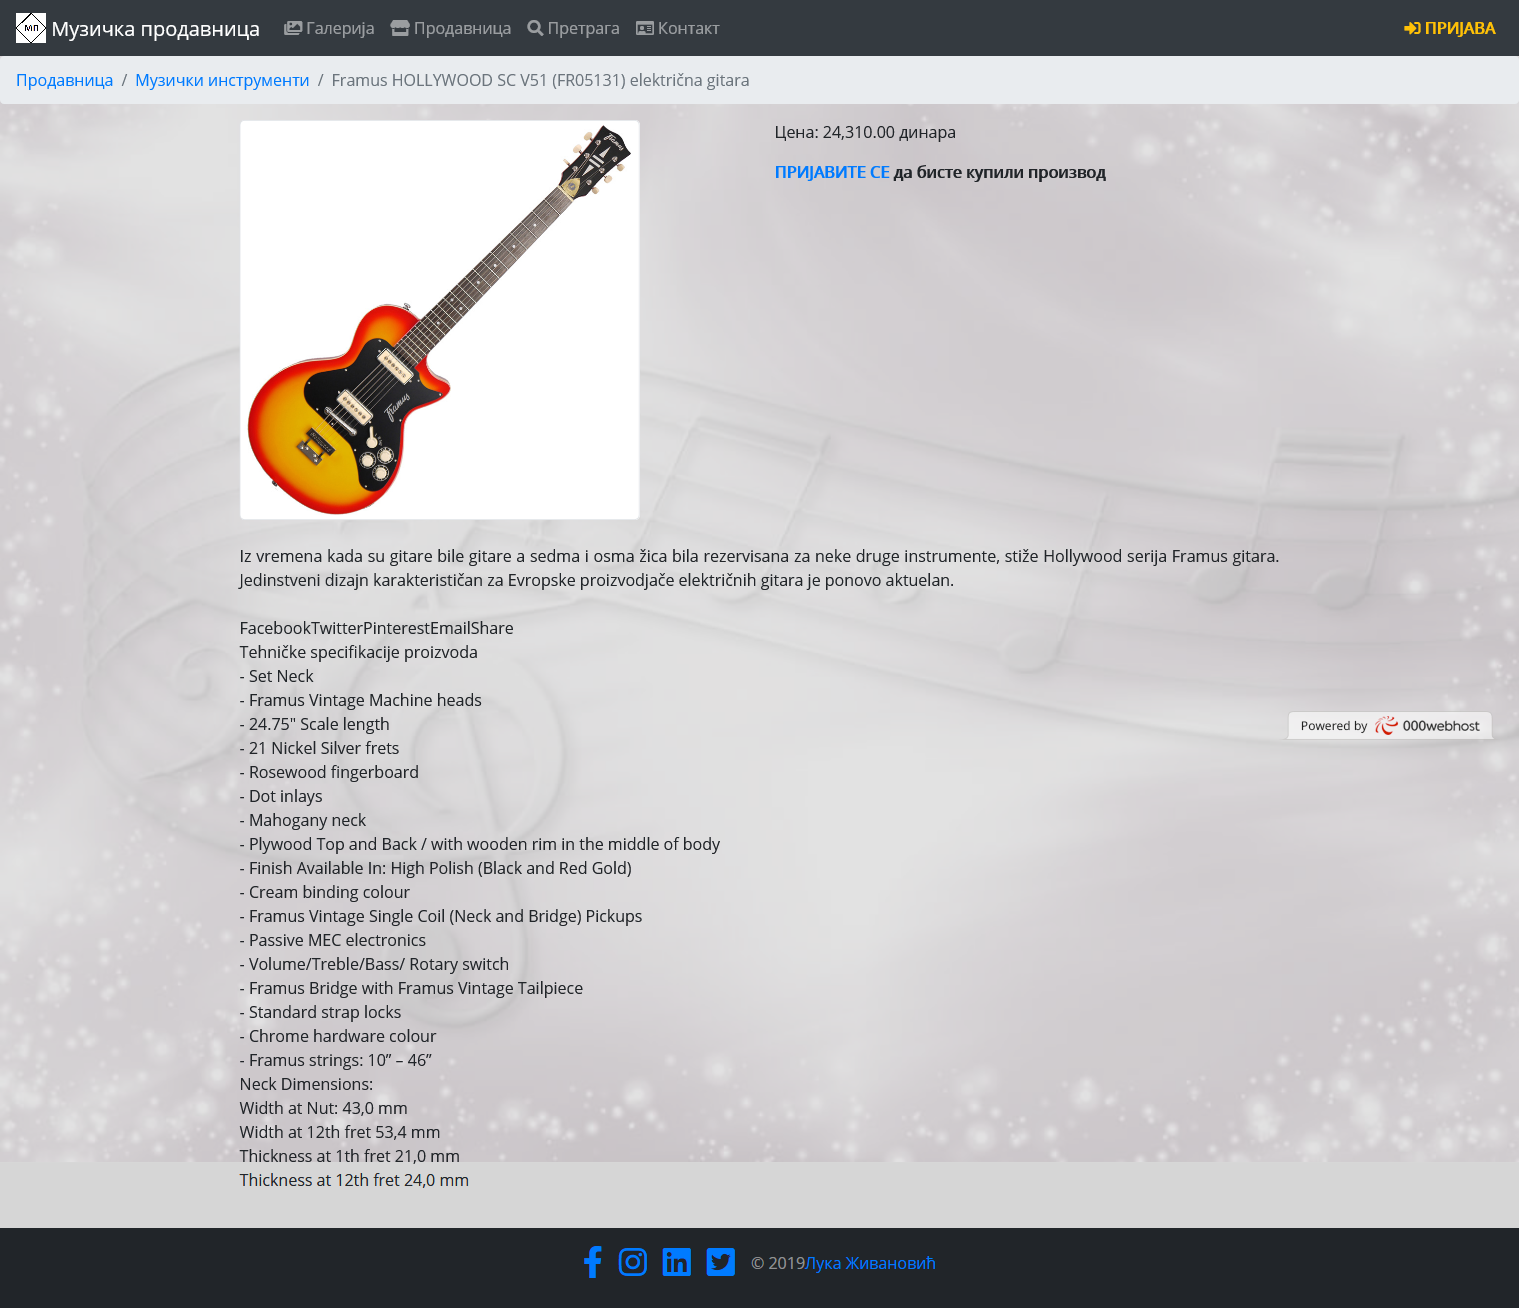 МП Музичка продавница Галерија Продавница Претрага Контакт ПРИЈАВА
Продавница / Музички инструменти / Framus HOLLYWOOD SC V51 (FR05131) električna gitara
Framus
Framus
Цена: 24,310.00 динара
ПРИЈАВИТЕ СЕ да бисте купили производ
Iz vremena kada su gitare bile gitare a sedma i osma žica bila rezervisana za neke druge instrumente, stiže Hollywood serija Framus gitara.
Jedinstveni dizajn karakterističan za Evropske proizvodjače električnih gitara je ponovo aktuelan.
FacebookTwitterPinterestEmailShare
Tehničke specifikacije proizvoda
- Set Neck
- Framus Vintage Machine heads
- 24.75" Scale length
- 21 Nickel Silver frets
- Rosewood fingerboard
- Dot inlays
- Mahogany neck
- Plywood Top and Back / with wooden rim in the middle of body
- Finish Available In: High Polish (Black and Red Gold)
- Cream binding colour
- Framus Vintage Single Coil (Neck and Bridge) Pickups
- Passive MEC electronics
- Volume/Treble/Bass/ Rotary switch
- Framus Bridge with Framus Vintage Tailpiece
- Standard strap locks
- Chrome hardware colour
- Framus strings: 10” – 46”
Neck Dimensions:
Width at Nut: 43,0 mm
Width at 12th fret 53,4 mm
Thickness at 1th fret 21,0 mm
Thickness at 12th fret 24,0 mm
Powered by 000webhost
© 2019Лука Живановић